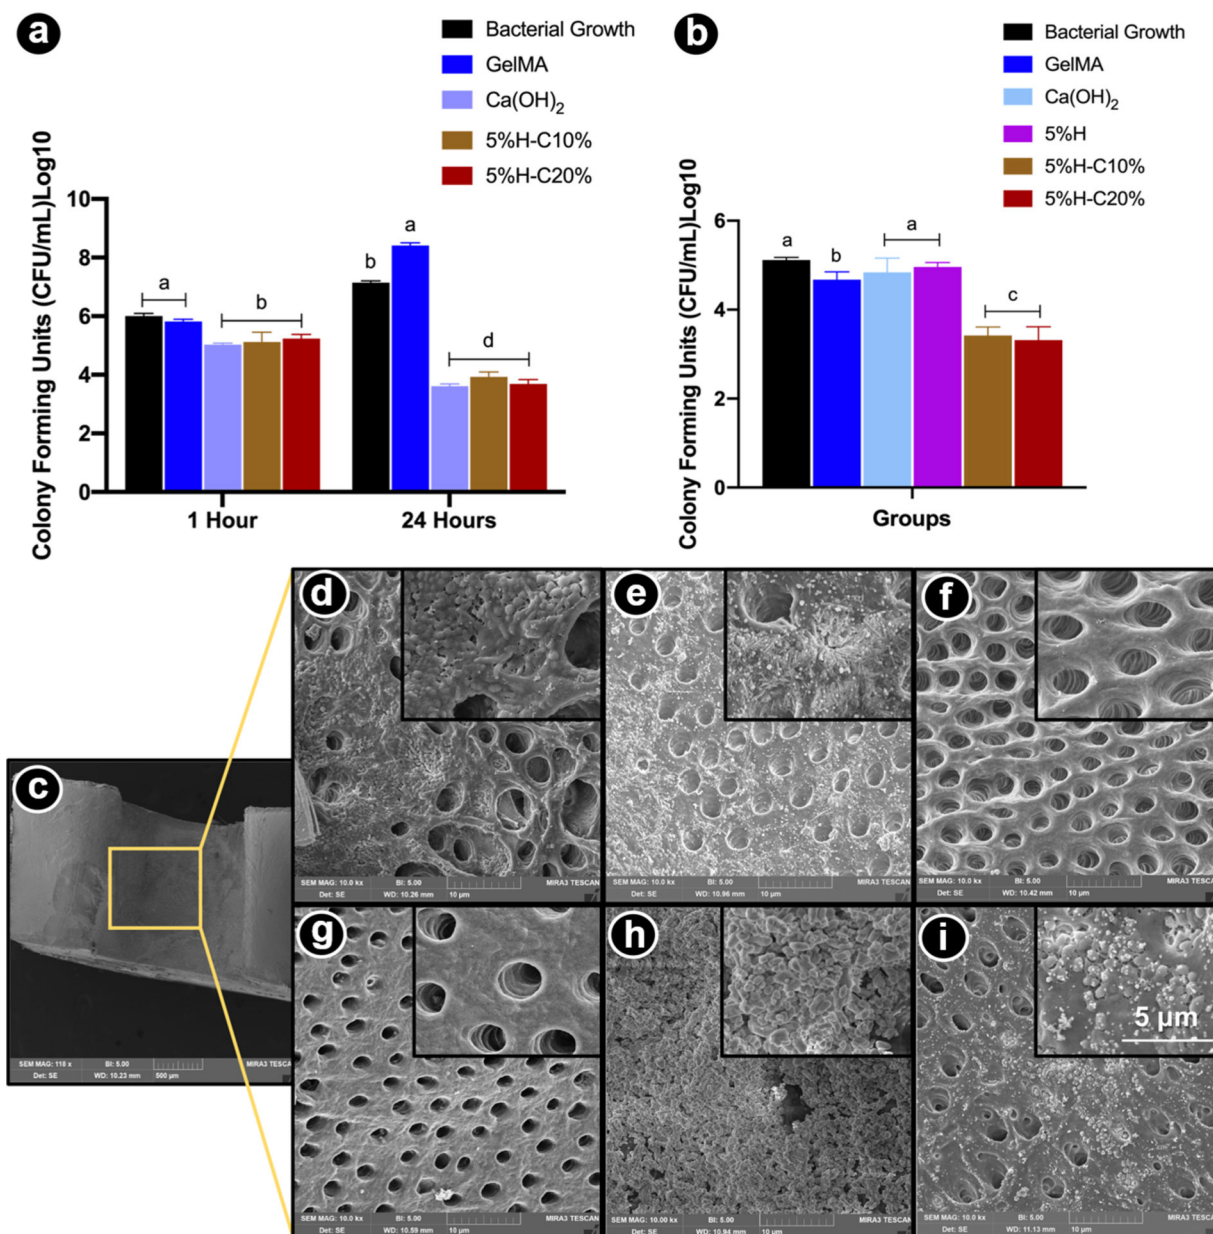 a
Bacterial Growth
GelMA
Ca(OH)2
5%H-C10%
5%H-C20%
Colony Forming Units (CFU/mL)Log10
10
8
6
4
2
0
a
b
b
a
d
1 Hour
24 Hours
b
Bacterial Growth
GelMA
Ca(OH)2
5%H
5%H-C10%
5%H-C20%
Colony Forming Units (CFU/mL)Log10
6
4
2
0
a
b
a
c
Groups
c
SEM MAG: 118 x
BI: 5.00
MIRA3 TESCAN
Det: SE
WD: 10.23 mm
500 µm
d
SEM MAG: 10.0 kx
BI: 5.00
MIRA3 TESCAN
Det: SE
WD: 10.26 mm
10 µm
e
SEM MAG: 10.0 kx
BI: 5.00
MIRA3 TESCAN
Det: SE
WD: 10.96 mm
10 µm
f
SEM MAG: 10.0 kx
BI: 5.00
MIRA3 TESCAN
Det: SE
WD: 10.42 mm
10 µm
g
SEM MAG: 10.0 kx
BI: 5.00
MIRA3 TESCAN
Det: SE
WD: 10.59 mm
10 µm
h
SEM MAG: 10.00 kx
BI: 5.00
MIRA3 TESCAN
Det: SE
WD: 10.94 mm
10 µm
i
5 µm
SEM MAG: 10.0 kx
BI: 5.00
MIRA3 TESCAN
Det: SE
WD: 11.13 mm
10 µm